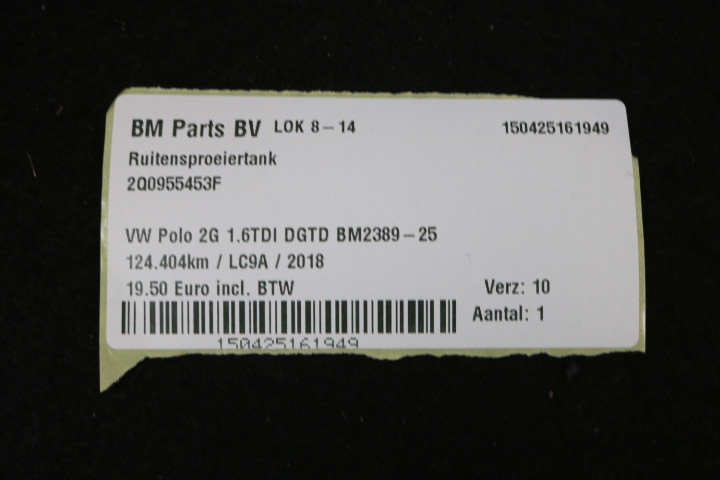 BM Parts BV LOK 8-14 150425161949
Ruitensproeiertank
2Q0955453F
VW Polo 2G 1.6TDI DGTD BM2389-25
124.404km / LC9A / 2018
19.50 Euro incl. BTW Verz: 10
Aantal: 1
150425161949